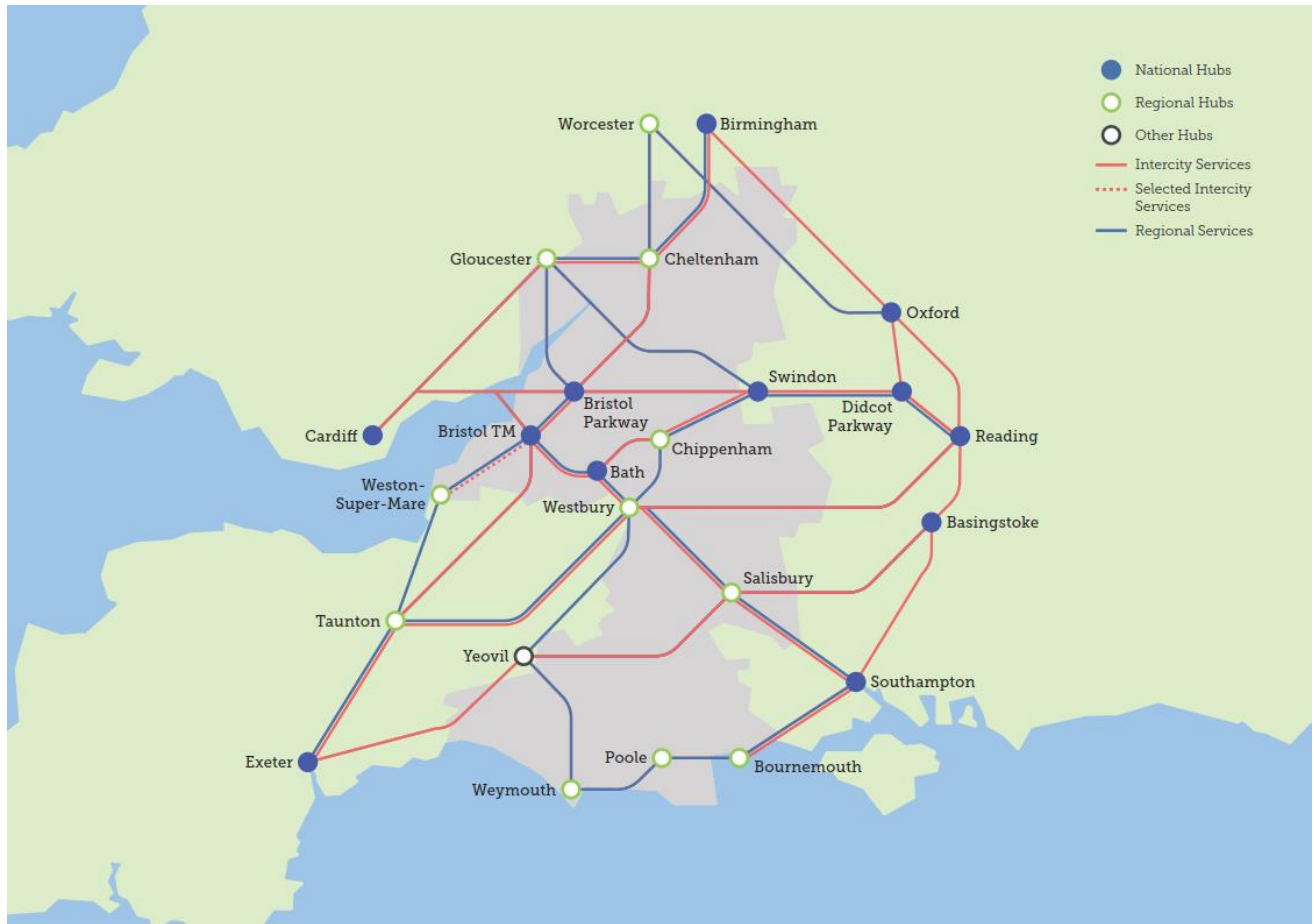 National Hubs
Regional Hubs
Other Hubs
Intercity Services
Selected Intercity
Services
Regional Services
Worcester
Birmingham
Gloucester
Cheltenham
Oxford
Swindon
Bristol
Parkway
Didcot
Parkway
Cardiff
Bristol TM
Chippenham
Reading
Bath
Weston-
Super-Mare
Westbury
Basingstoke
Salisbury
Taunton
Yeovil
Southampton
Exeter
Poole
Bournemouth
Weymouth